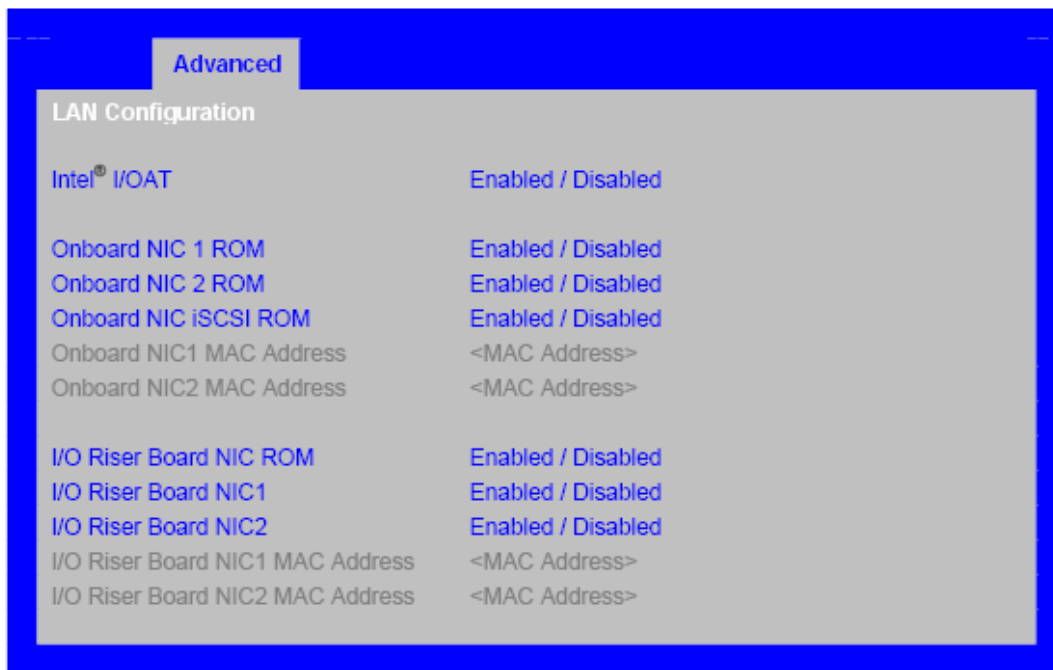 Advanced
LAN Configuration
Intel® I/OAT Enabled / Disabled
Onboard NIC 1 ROM Enabled / Disabled
Onboard NIC 2 ROM Enabled / Disabled
Onboard NIC iSCSI ROM Enabled / Disabled
Onboard NIC1 MAC Address <MAC Address>
Onboard NIC2 MAC Address <MAC Address>
I/O Riser Board NIC ROM Enabled / Disabled
I/O Riser Board NIC1 Enabled / Disabled
I/O Riser Board NIC2 Enabled / Disabled
I/O Riser Board NIC1 MAC Address <MAC Address>
I/O Riser Board NIC2 MAC Address <MAC Address>